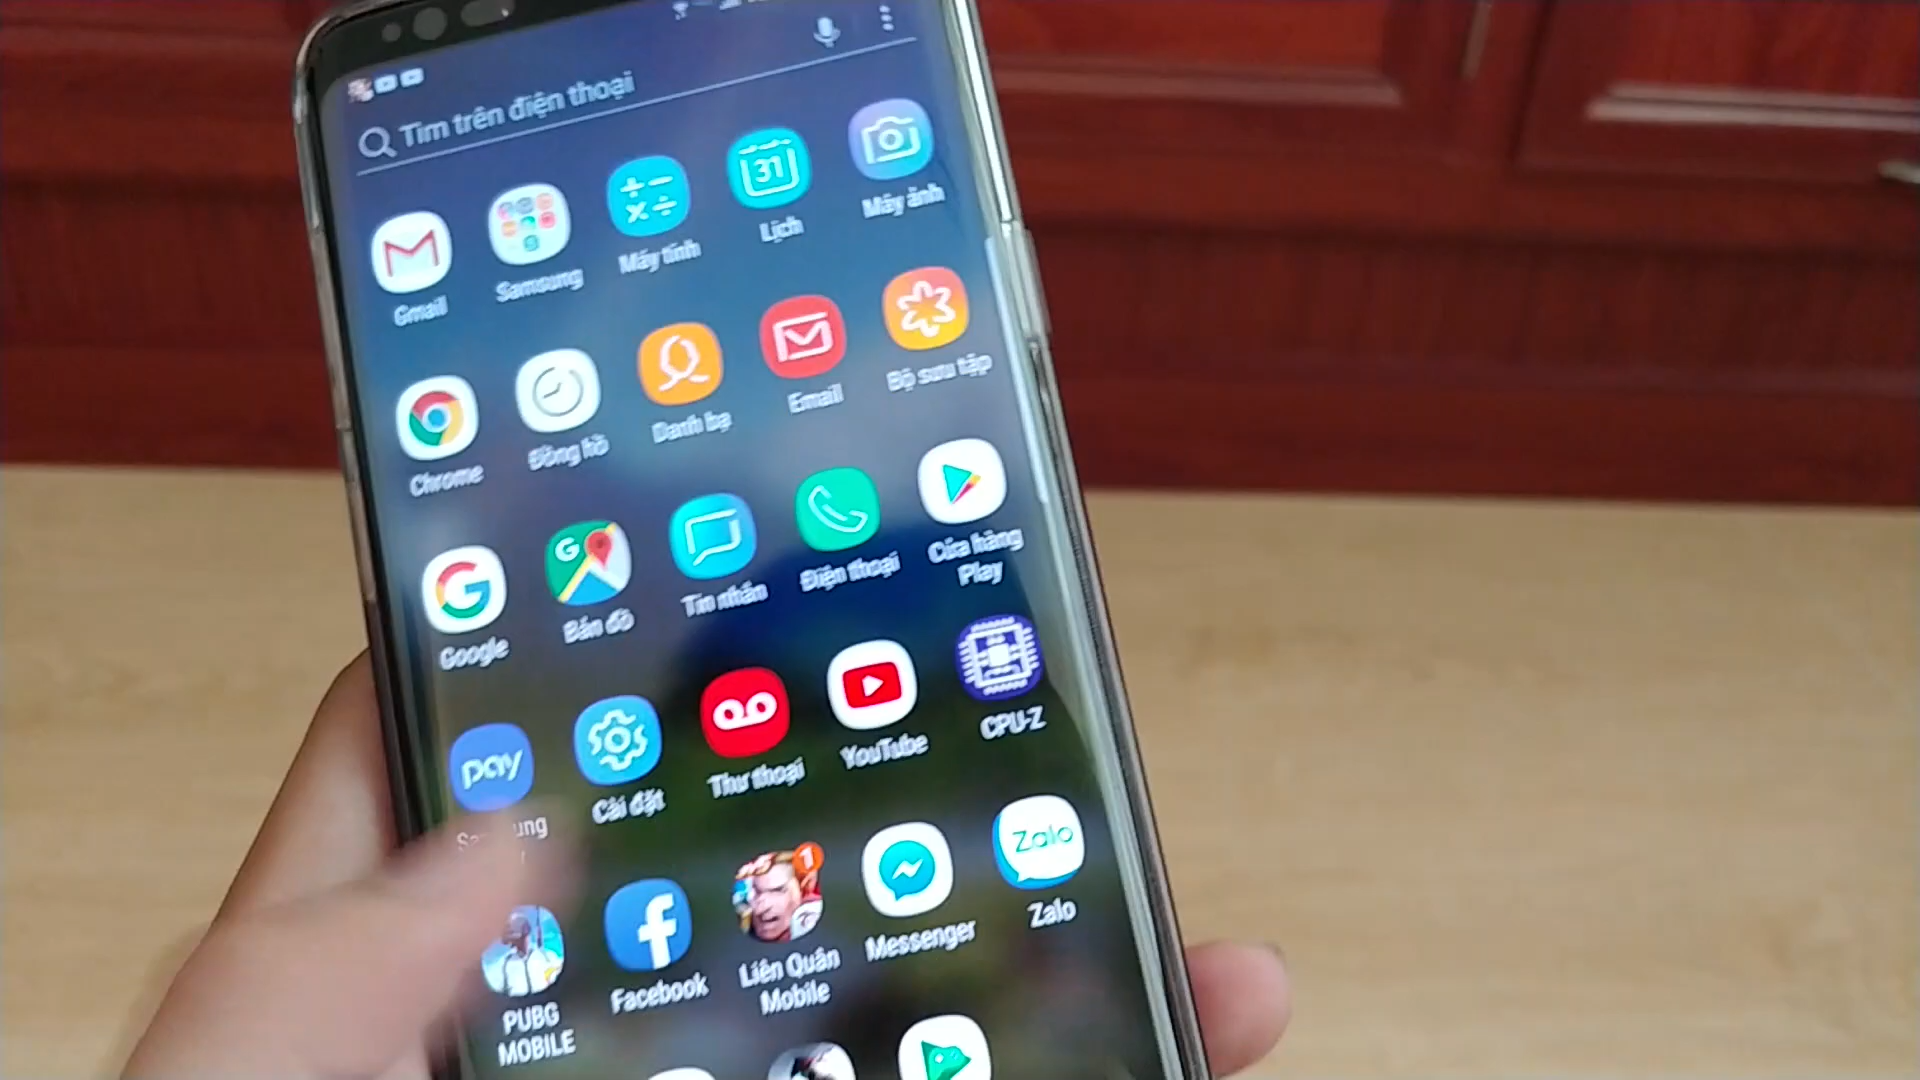 Tìm trên điện thoại
31
Gmail
Samsung
Máy tính
Lịch
Máy ảnh
Chrome
Đồng hồ
Danh bạ
Email
Bộ sưu tập
G
Google
Bản đồ
Tin nhắn
Điện thoại
Cửa hàng
Play
pay
Cài đặt
Thư thoại
YouTube
CPU-Z
1
Zalo
PUBG
MOBILE
Facebook
Liên Quân
Mobile
Messenger
Zalo